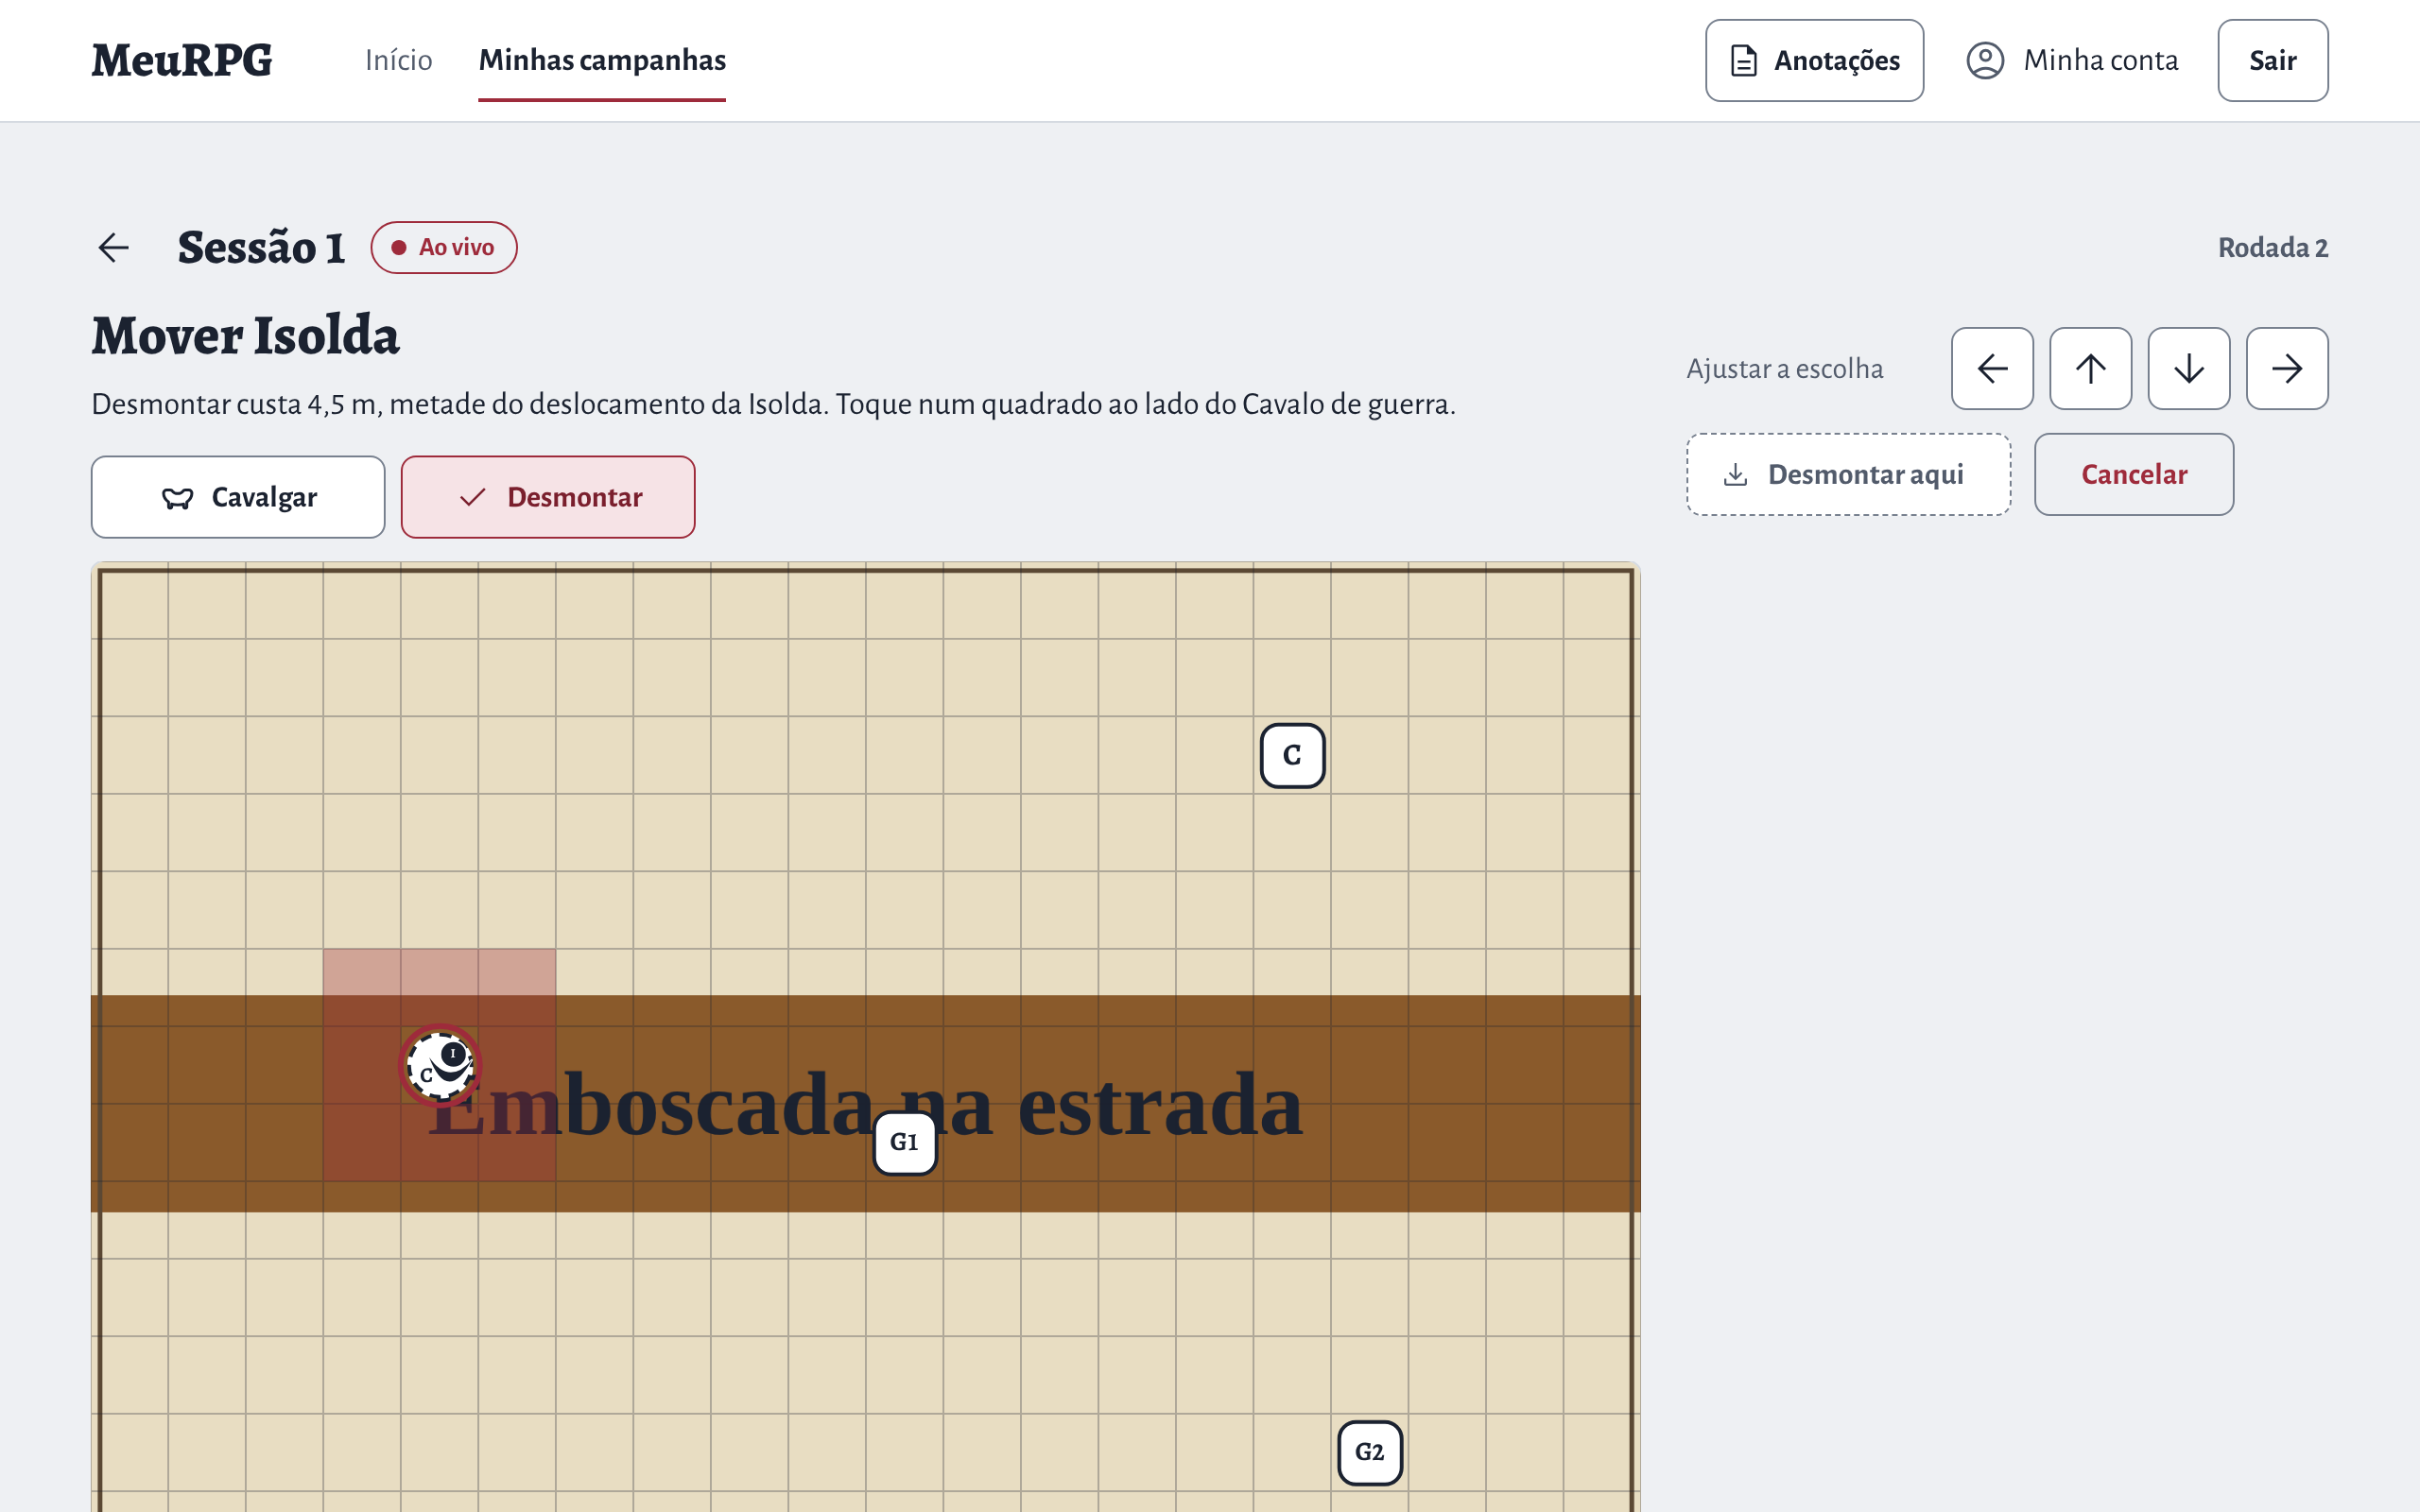 MeuRPG
Início
Minhas campanhas
Anotações
Minha conta
Sair
Sessão 1
Ao vivo
Rodada 2
Mover Isolda
Desmontar custa 4,5 m, metade do deslocamento da Isolda. Toque num quadrado ao lado do Cavalo de guerra.
Cavalgar
Desmontar
Ajustar a escolha
Desmontar aqui
Cancelar
C
I
C
Emboscada na estrada
G1
G2